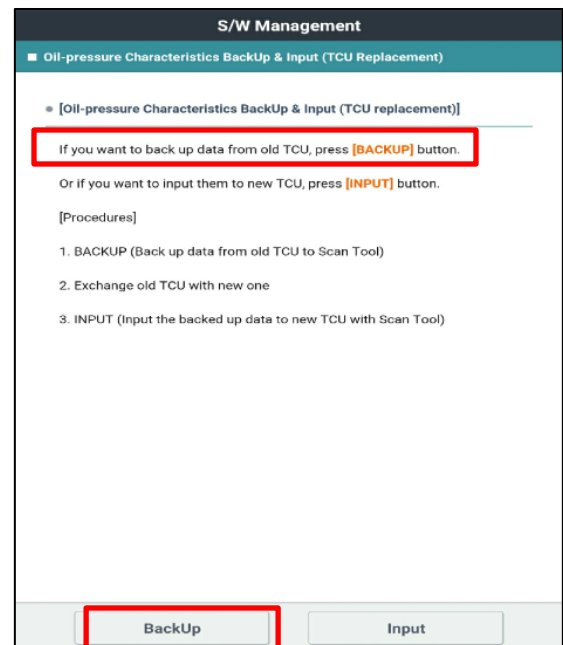 S/W Management
Oil-pressure Characteristics BackUp & Input (TCU Replacement)
[Oil-pressure Characteristics BackUp & Input (TCU replacement)]
If you want to back up data from old TCU, press [BACKUP] button.
Or if you want to input them to new TCU, press [INPUT] button.
[Procedures]
1. BACKUP (Back up data from old TCU to Scan Tool)
2. Exchange old TCU with new one
3. INPUT (Input the backed up data to new TCU with Scan Tool)
BackUp
Input